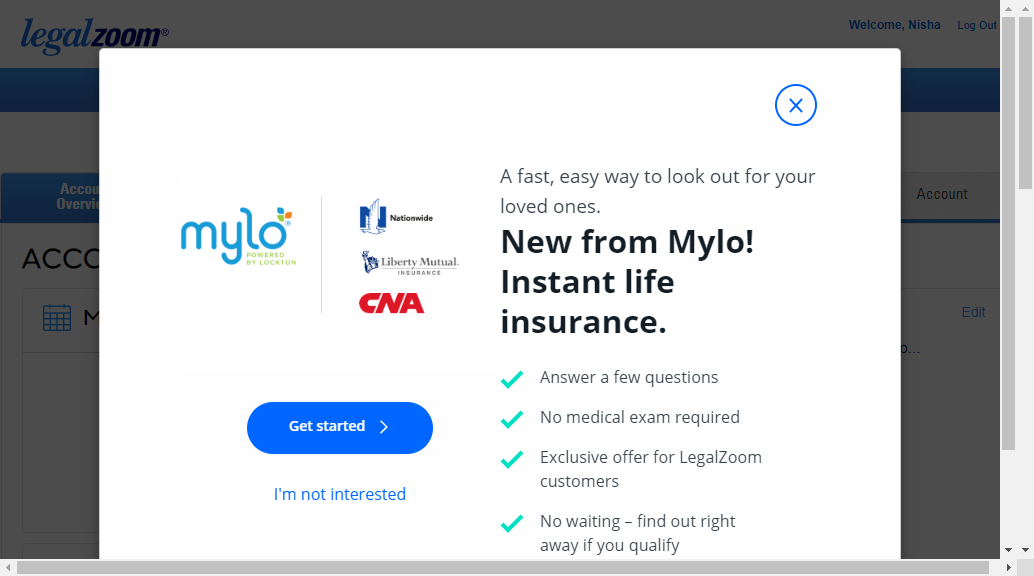 legalzoom®
Welcome, Nisha
Log Out
Account
ACCO
M
Edit
o...
A fast, easy way to look out for your
loved ones.
New from Mylo!
Instant life
insurance.
mylo®
POWERED
BY LOCKTON
Nationwide
Liberty Mutual.
INSURANCE
CNA
Answer a few questions
No medical exam required
Exclusive offer for LegalZoom
customers
No waiting – find out right
away if you qualify
Get started
I'm not interested